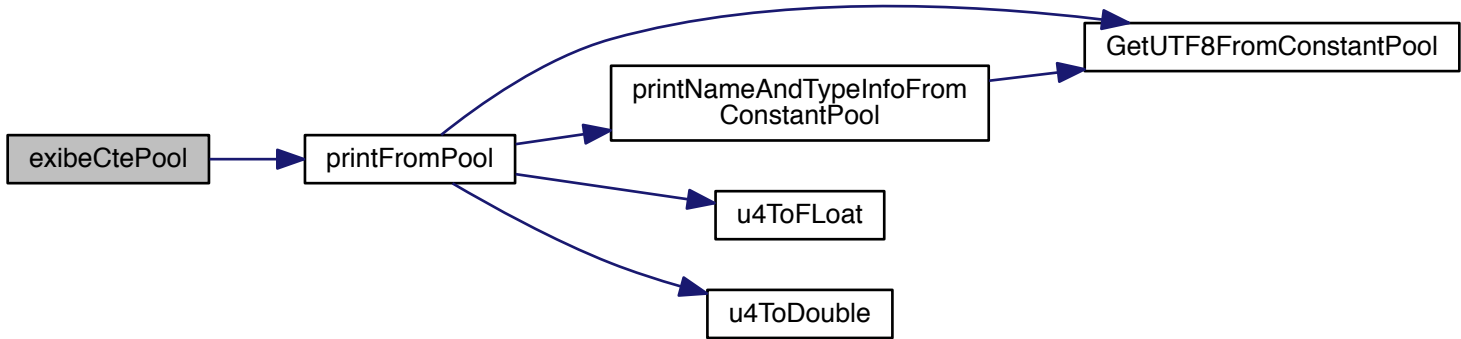 GetUTF8FromConstantPool
printNameAndTypeInfoFrom
ConstantPool
exibeCtePool
printFromPool
u4ToFLoat
u4ToDouble